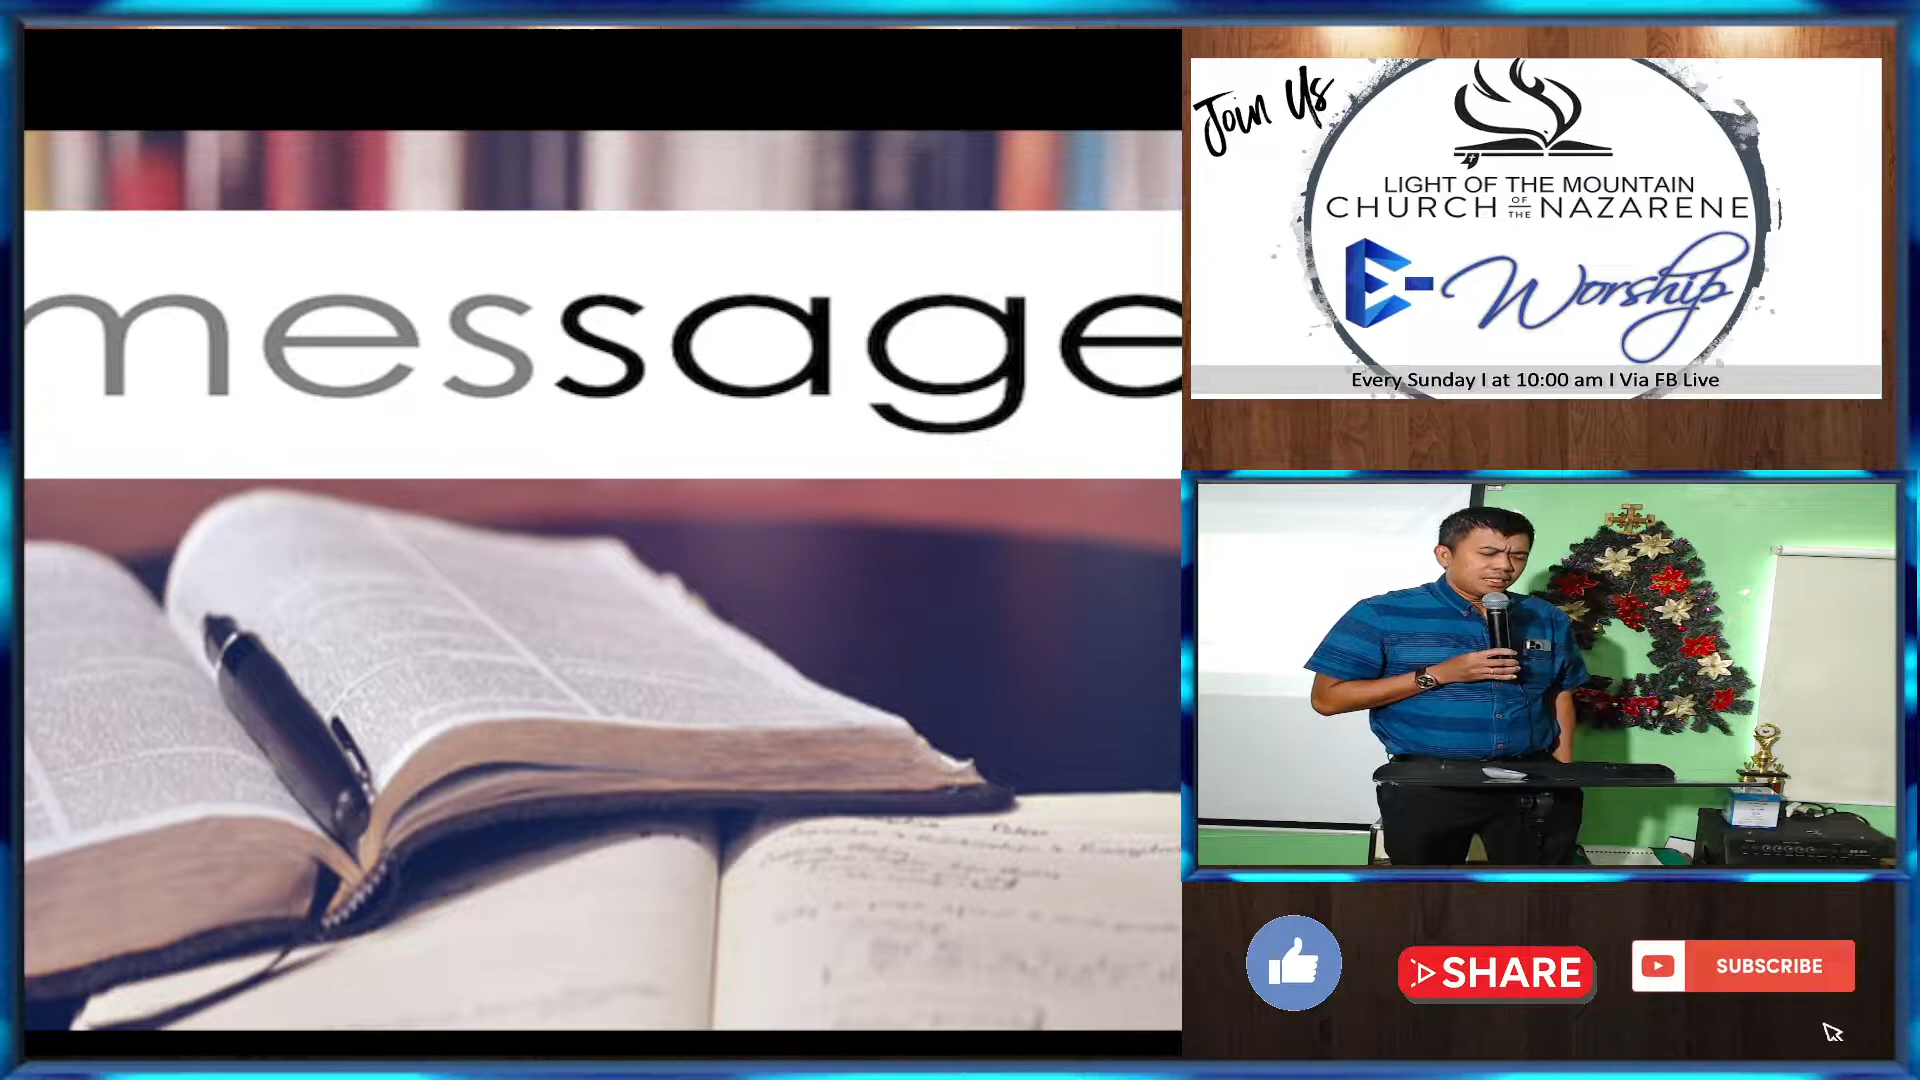 message
Join Us
LIGHT OF THE MOUNTAIN
CHURCH OF THE NAZARENE
E-Worship
Every Sunday I at 10:00 am I Via FB Live
SHARE
SUBSCRIBE